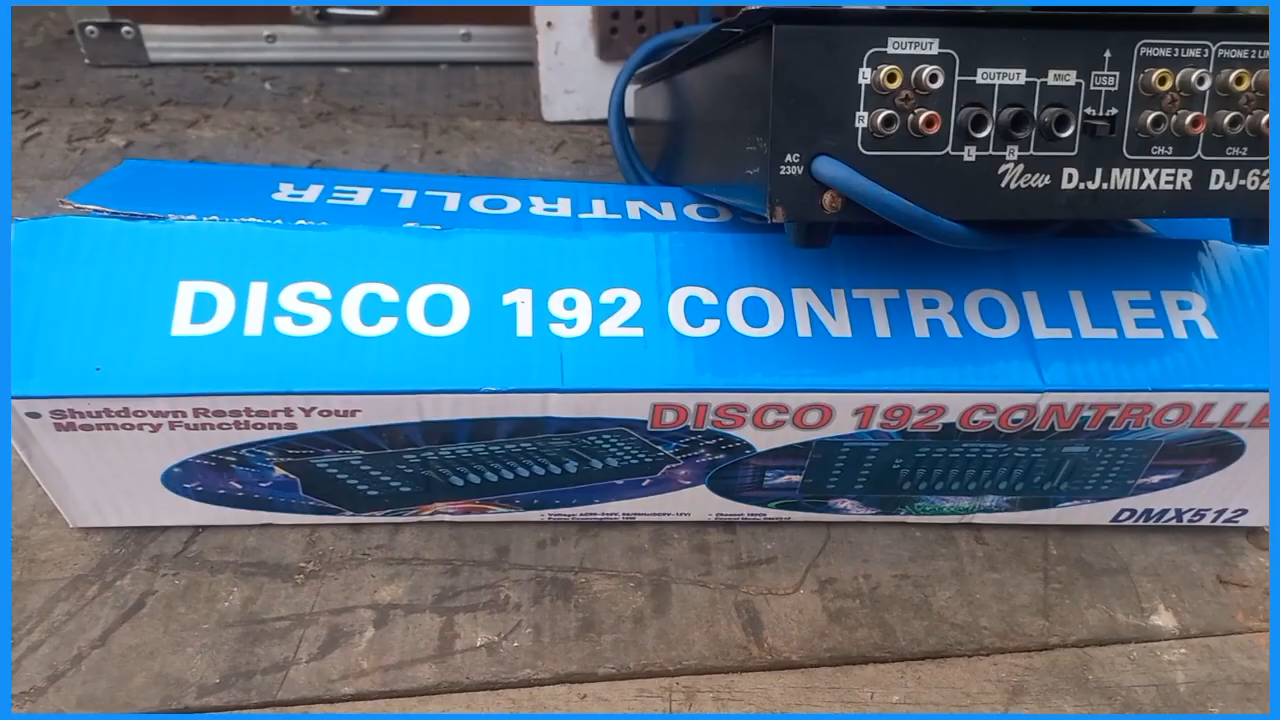 OUTPUT
L
R
OUTPUT
L
R
MIC
USB
PHONE 3 LINE 3
CH-3
PHONE 2
CH-2
AC
230V
New D.J.MIXER DJ-62
CONTROLLER
DISCO 192 CONTROLLER
• Shutdown Restart Your
Memory Functions
DISCO 192 CONTROLLE
DMX512